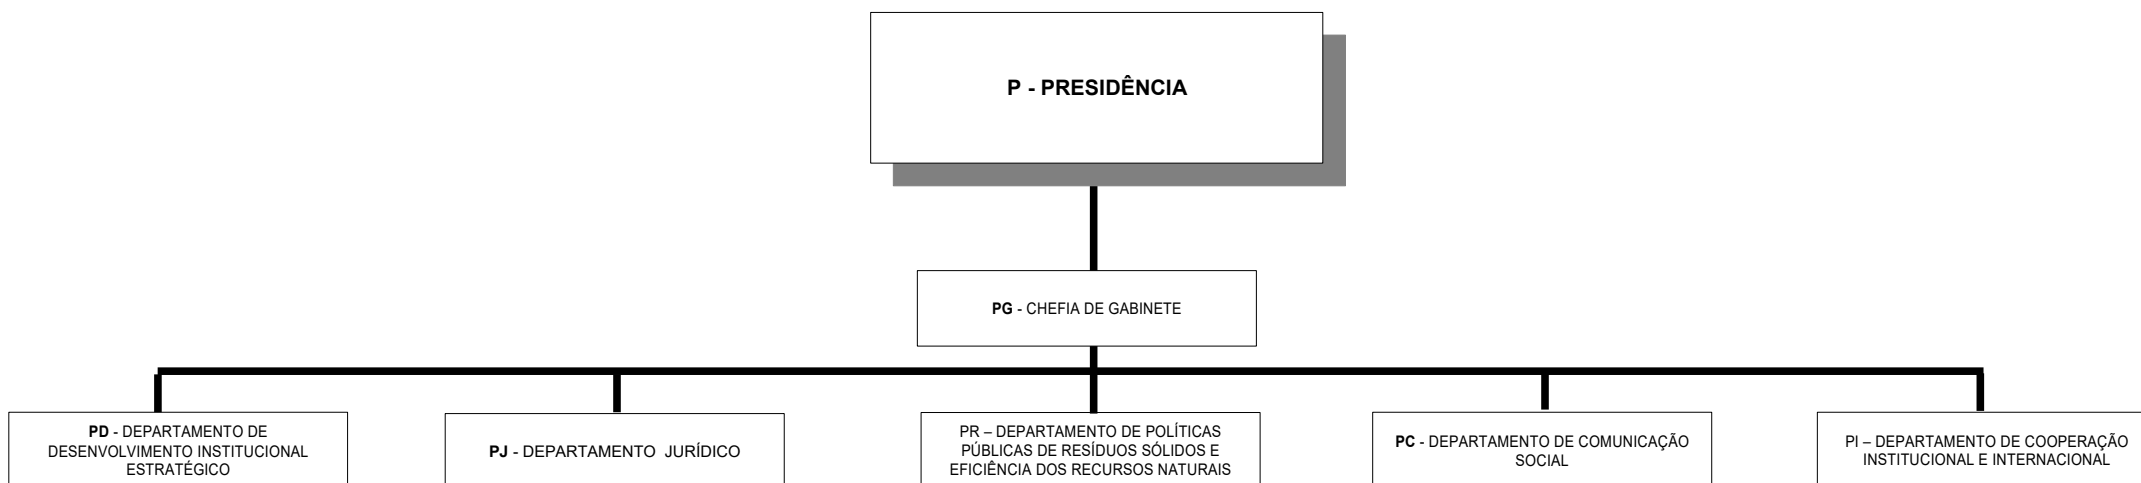 P - PRESIDÊNCIA
PG - CHEFIA DE GABINETE
PD - DEPARTAMENTO DE
DESENVOLVIMENTO INSTITUCIONAL
ESTRATÉGICO
PJ - DEPARTAMENTO JURÍDICO
PR – DEPARTAMENTO DE POLÍTICAS
PÚBLICAS DE RESÍDUOS SÓLIDOS E
EFICIÊNCIA DOS RECURSOS NATURAIS
PC - DEPARTAMENTO DE COMUNICAÇÃO
SOCIAL
PI – DEPARTAMENTO DE COOPERAÇÃO
INSTITUCIONAL E INTERNACIONAL